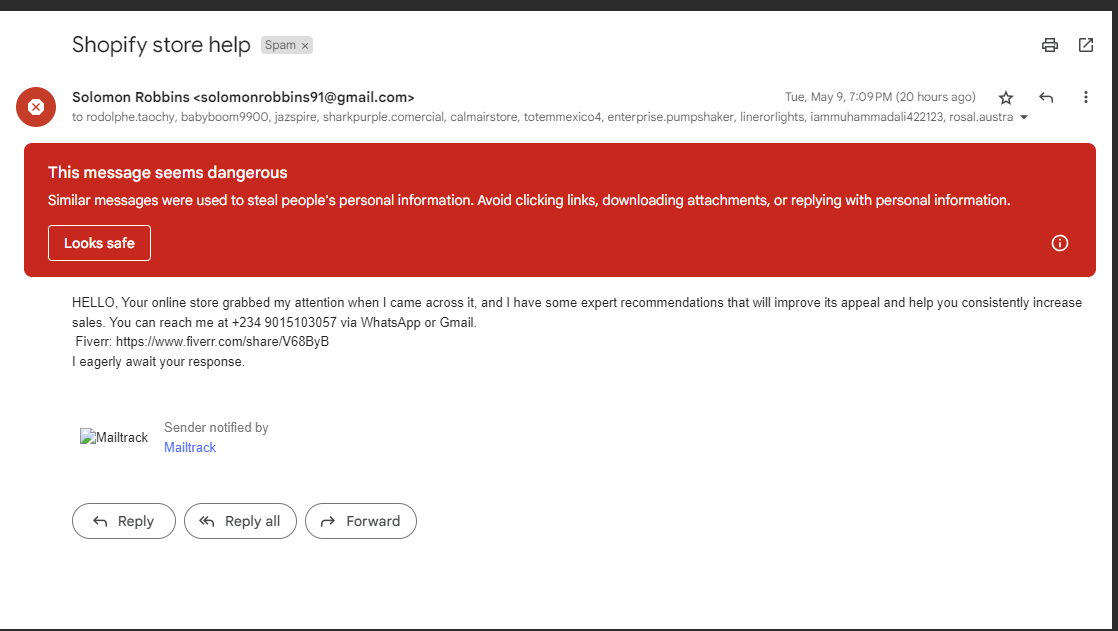 Shopify store help Spam ×
Solomon Robbins <solomonrobbins91@gmail.com> Tue, May 9, 7:09 PM (20 hours ago)
to rodolphe.taochy, babyboom9900, jazspire, sharkpurple.comercial, calmairstore, totemmexico4, enterprise.pumpshaker, linerorlights, iammuhammadali422123, rosal.austra
This message seems dangerous
Similar messages were used to steal people's personal information. Avoid clicking links, downloading attachments, or replying with personal information.
Looks safe
HELLO, Your online store grabbed my attention when I came across it, and I have some expert recommendations that will improve its appeal and help you consistently increase
sales. You can reach me at +234 9015103057 via WhatsApp or Gmail.
Fiverr: https://www.fiverr.com/share/V68ByB
I eagerly await your response.
Mailtrack
Sender notified by
Mailtrack
Reply Reply all Forward